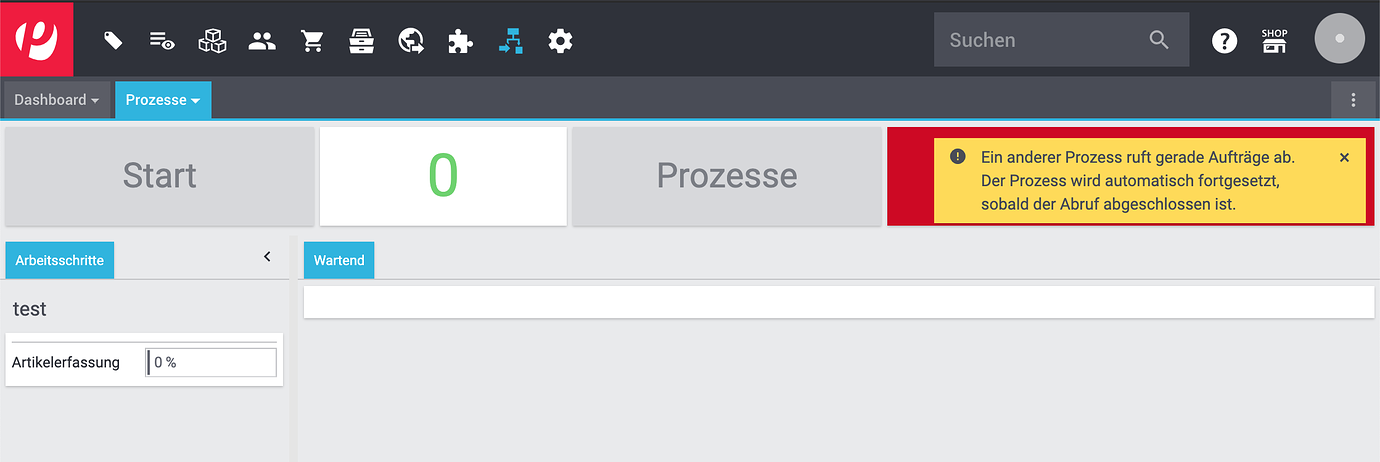 Suchen
SHOP
Dashboard
Prozesse
Start
0
Prozesse
Ein anderer Prozess ruft gerade Aufträge ab.
Der Prozess wird automatisch fortgesetzt,
sobald der Abruf abgeschlossen ist.
Arbeitsschritte
Wartend
test
Artikelerfassung
0 %